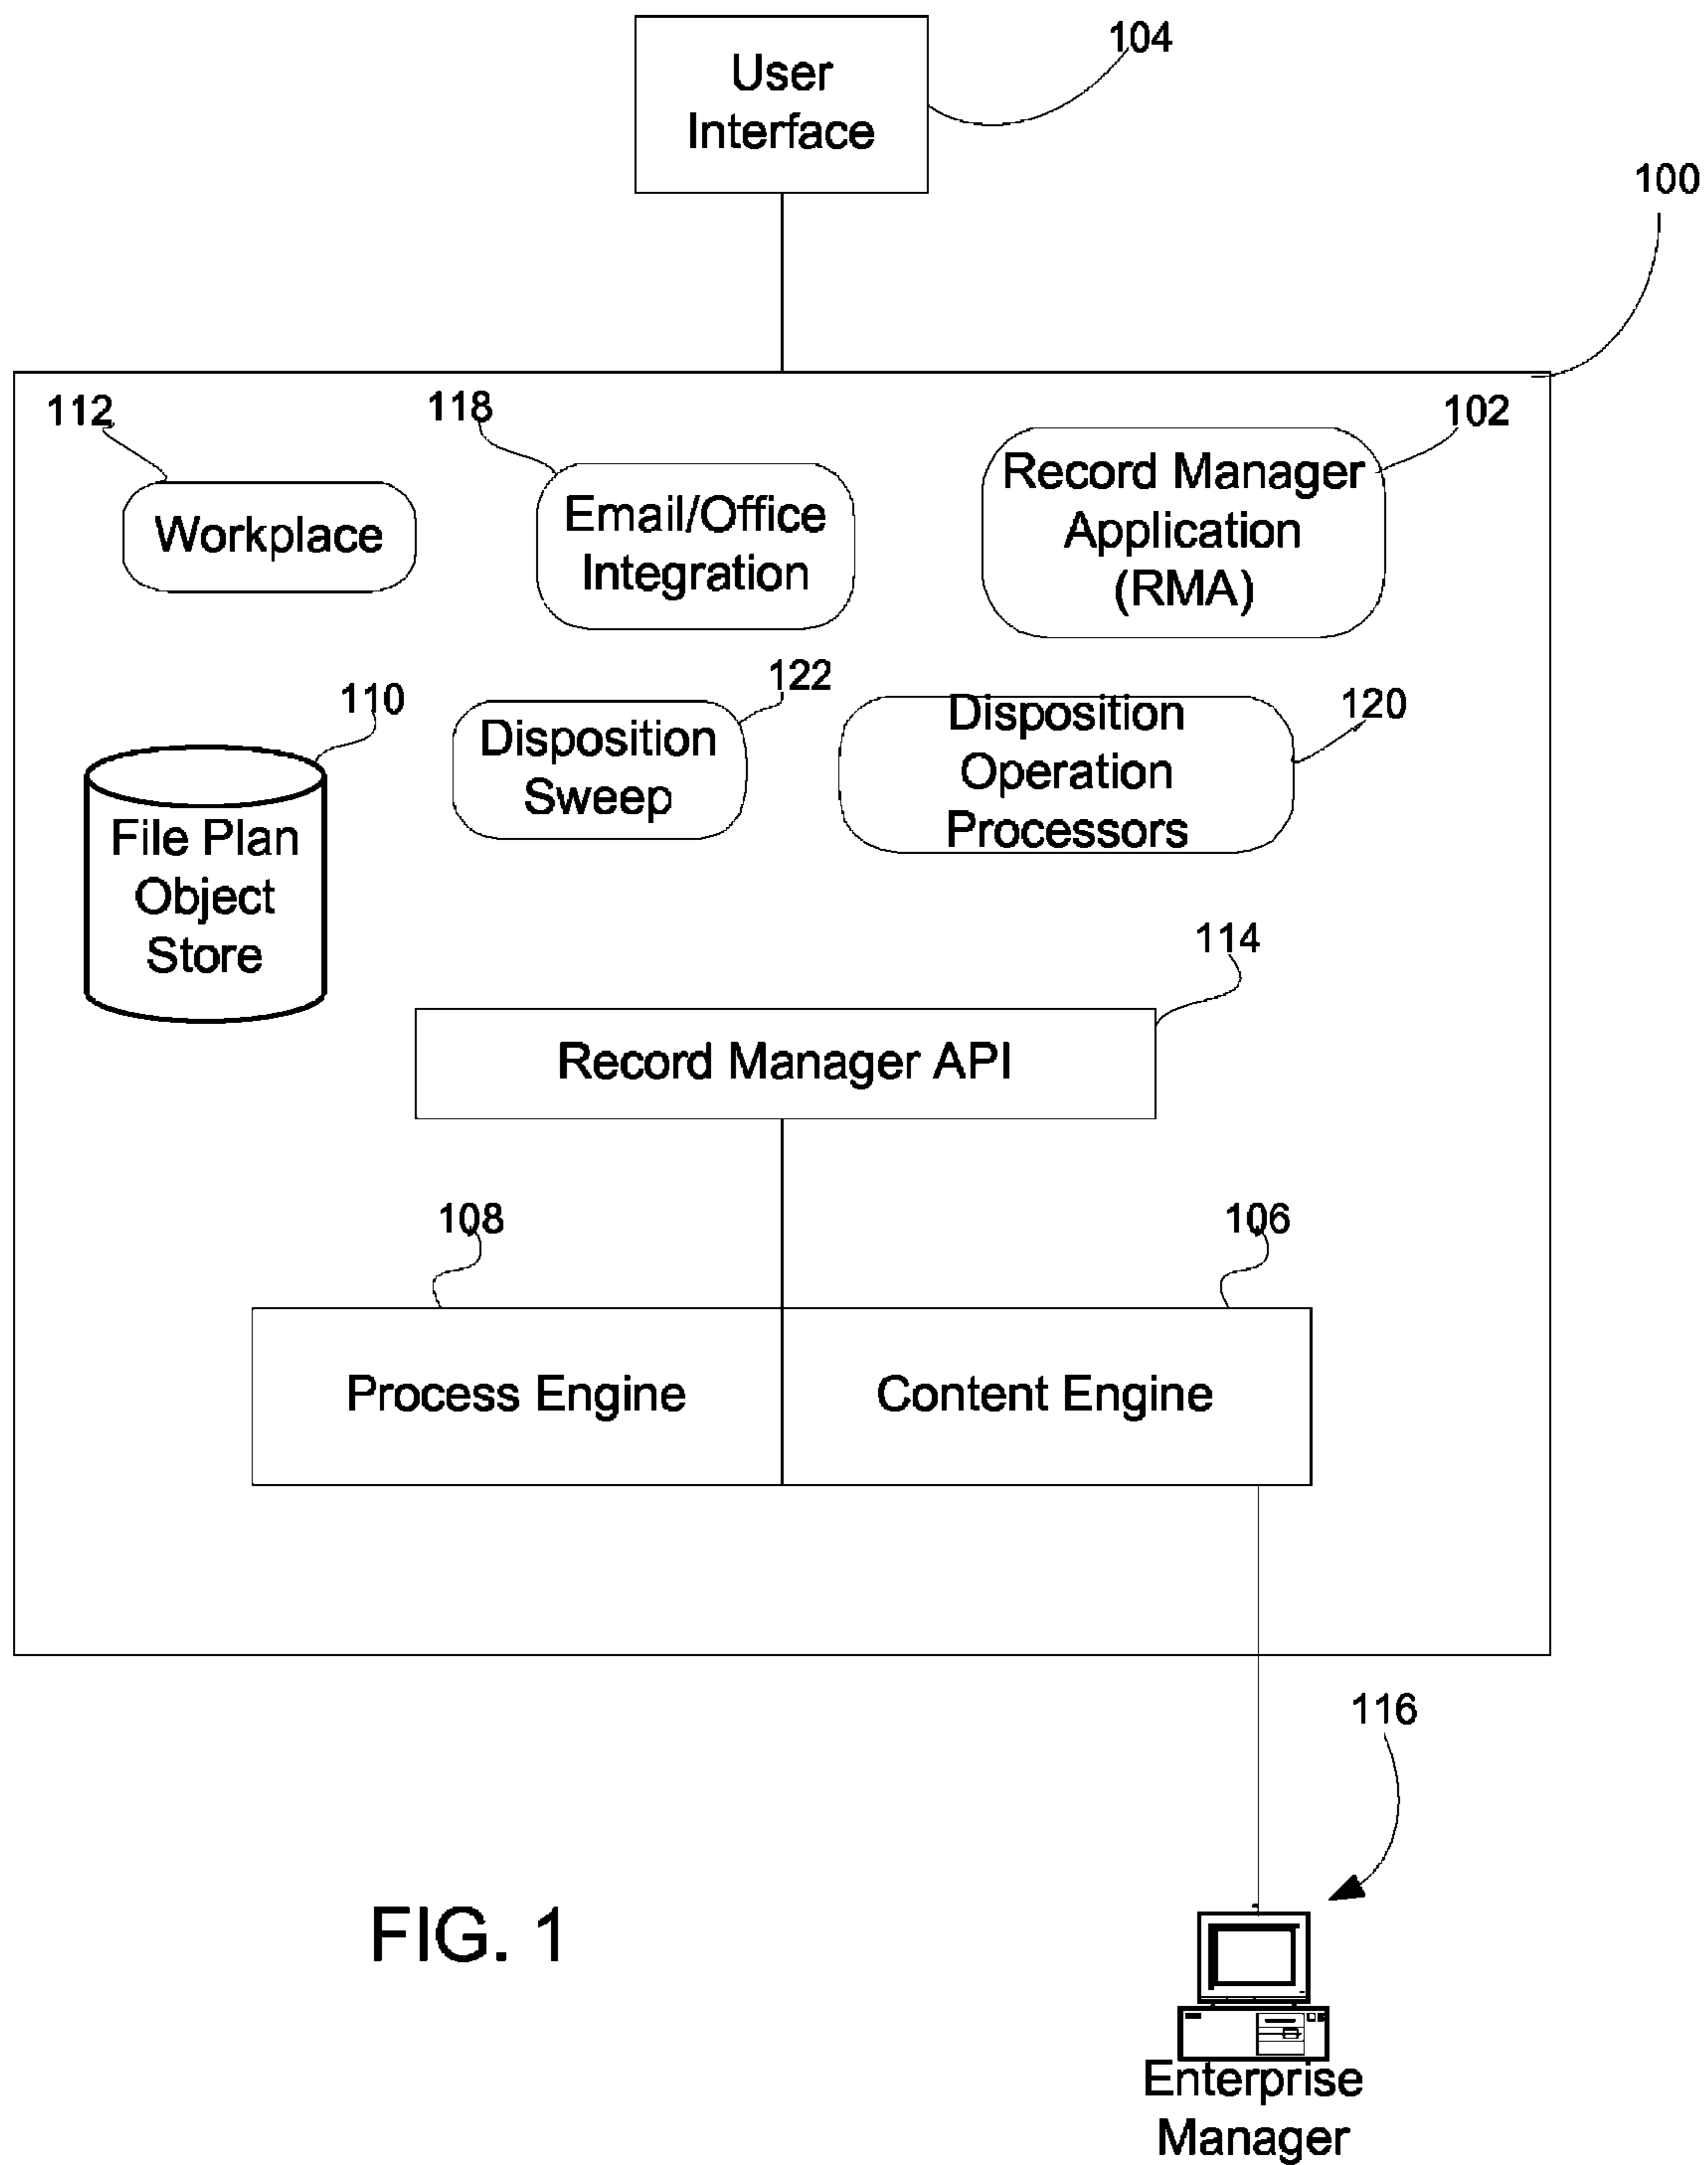 104
User
Interface
100
112
118
102
Workplace
Email/Office
Integration
Record Manager
Application
(RMA)
110
122
120
File Plan
Object
Store
Disposition
Sweep
Disposition
Operation
Processors
114
Record Manager API
108
106
Process Engine
Content Engine
116
FIG. 1
Enterprise
Manager